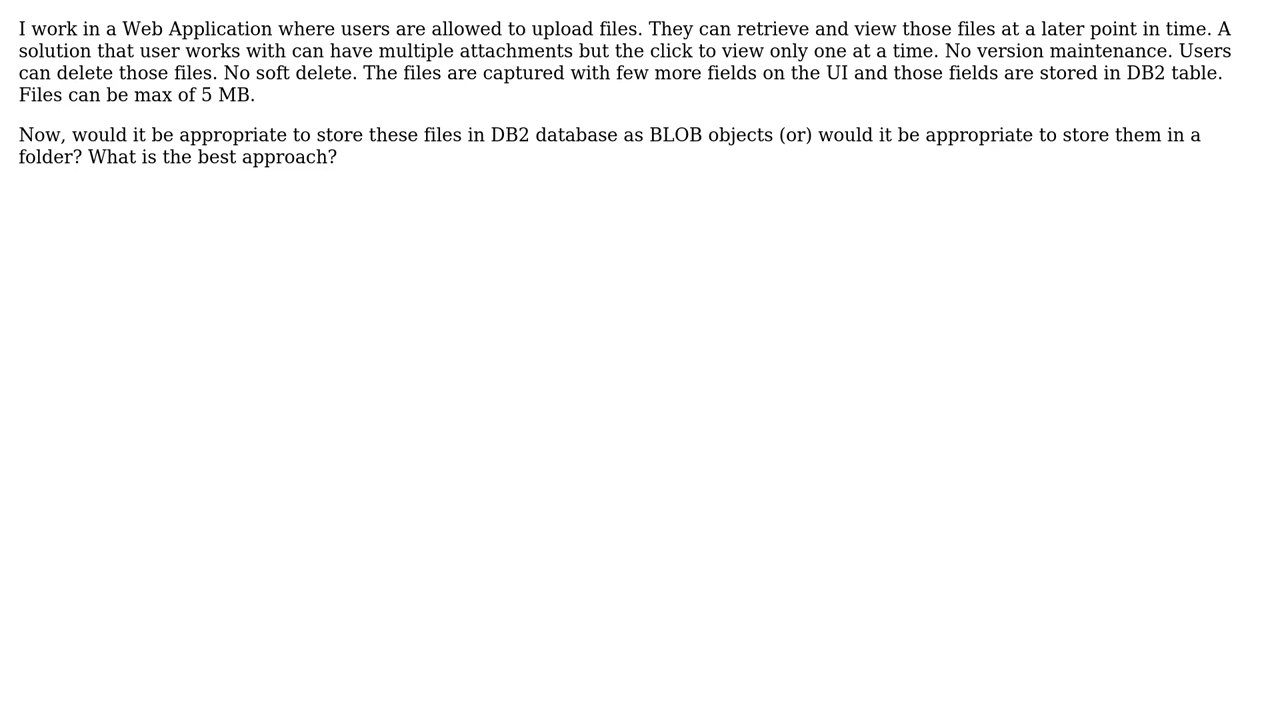 I work in a Web Application where users are allowed to upload files. They can retrieve and view those files at a later point in time. A
solution that user works with can have multiple attachments but the click to view only one at a time. No version maintenance. Users
can delete those files. No soft delete. The files are captured with few more fields on the UI and those fields are stored in DB2 table.
Files can be max of 5 MB.
Now, would it be appropriate to store these files in DB2 database as BLOB objects (or) would it be appropriate to store them in a
folder? What is the best approach?